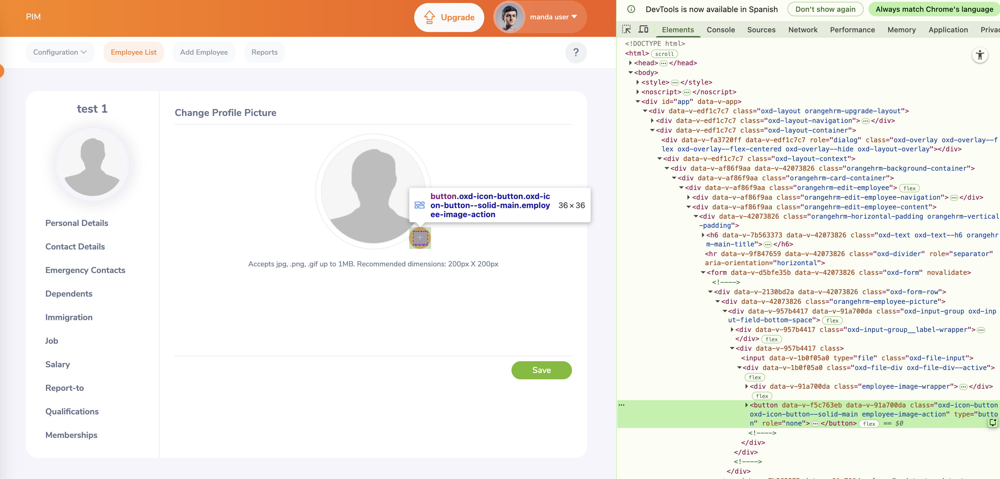 PIM
Upgrade
manda user
Configuration
Employee List
Add Employee
Reports
?
test 1
Personal Details
Contact Details
Emergency Contacts
Dependents
Immigration
Job
Salary
Report-to
Qualifications
Memberships
Change Profile Picture
button.oxd-icon-button.oxd-ic
on-button--solid-main.employ
ee-image-action
36 × 36
Accepts jpg, .png, .gif up to 1MB. Recommended dimensions: 200px X 200px
Save
DevTools is now available in Spanish
Don't show again
Always match Chrome's language
Elements
Console
Sources
Network
Performance
Memory
Application
Privac
<!DOCTYPE html>
<html> scroll
<head> ••• </head>
<body>
<style> ••• </style>
<noscript> ••• </noscript>
<div id="app" data-v-app>
<div data-v-edf1c7c7 class="oxd-layout orangehrm-upgrade-layout">
<div data-v-edf1c7c7 class="oxd-layout-navigation"> ••• </div>
<div data-v-edf1c7c7 class="oxd-layout-container">
<div data-v-fa3720ff data-v-edf1c7c7 role="dialog" class="oxd-overlay oxd-overlay--f
lex oxd-overlay--flex-centered oxd-overlay--hide oxd-layout-overlay"></div>
<div data-v-edf1c7c7 class="oxd-layout-context">
<div data-v-af86f9aa data-v-42073826 class="orangehrm-background-container">
<div data-v-af86f9aa class="orangehrm-card-container">
<div data-v-af86f9aa class="orangehrm-edit-employee"> flex
<div data-v-af86f9aa class="orangehrm-edit-employee-navigation"> ••• </div>
<div data-v-af86f9aa class="orangehrm-edit-employee-content">
<div data-v-42073826 class="orangehrm-horizontal-padding orangehrm-vertical
-padding">
<h6 data-v-7b563373 data-v-42073826 class="oxd-text oxd-text--h6 orangehr
m-main-title"> ••• </h6>
<hr data-v-9f847659 data-v-42073826 class="oxd-divider" role="separator"
aria-orientation="horizontal">
<form data-v-d5bfe35b data-v-42073826 class="oxd-form" novalidate>
<!---->
<div data-v-2130bd2a data-v-42073826 class="oxd-form-row">
<div data-v-42073826 class="orangehrm-employee-picture">
<div data-v-957b4417 data-v-91a700da class="oxd-input-group oxd-inp
ut-field-bottom-space"> flex
<div data-v-957b4417 class="oxd-input-group__label-wrapper"> •••
</div> flex
<div data-v-957b4417 class>
<input data-v-1b0f05a0 type="file" class="oxd-file-input">
<div data-v-1b0f05a0 class="oxd-file-div oxd-file-div--active">
flex
<div data-v-91a700da class="employee-image-wrapper"> ••• </div>
flex
<button data-v-f5c763eb data-v-91a700da class="oxd-icon-button
oxd-icon-button--solid-main employee-image-action" type="butto
n" role="none"> ••• </button> flex == $0
<!---->
</div>
</div>
<!---->
</div>